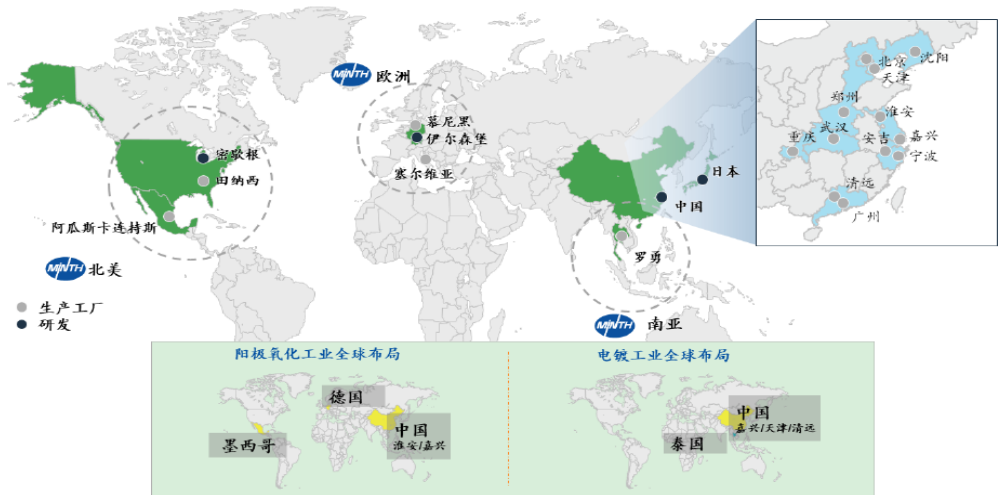 MINTH 欧洲
慕尼黑
伊尔森堡
塞尔维亚
密歇根
田纳西
阿瓜斯卡连特斯
MINTH 北美
生产工厂
研发
日本
中国
罗勇
MINTH 南亚
北京
沈阳
天津
郑州
淮安
重庆
武汉
安吉
嘉兴
宁波
清远
广州
阳极氧化工业全球布局
德国
中国
淮安/嘉兴
墨西哥
电镀工业全球布局
中国
嘉兴/天津/清远
泰国